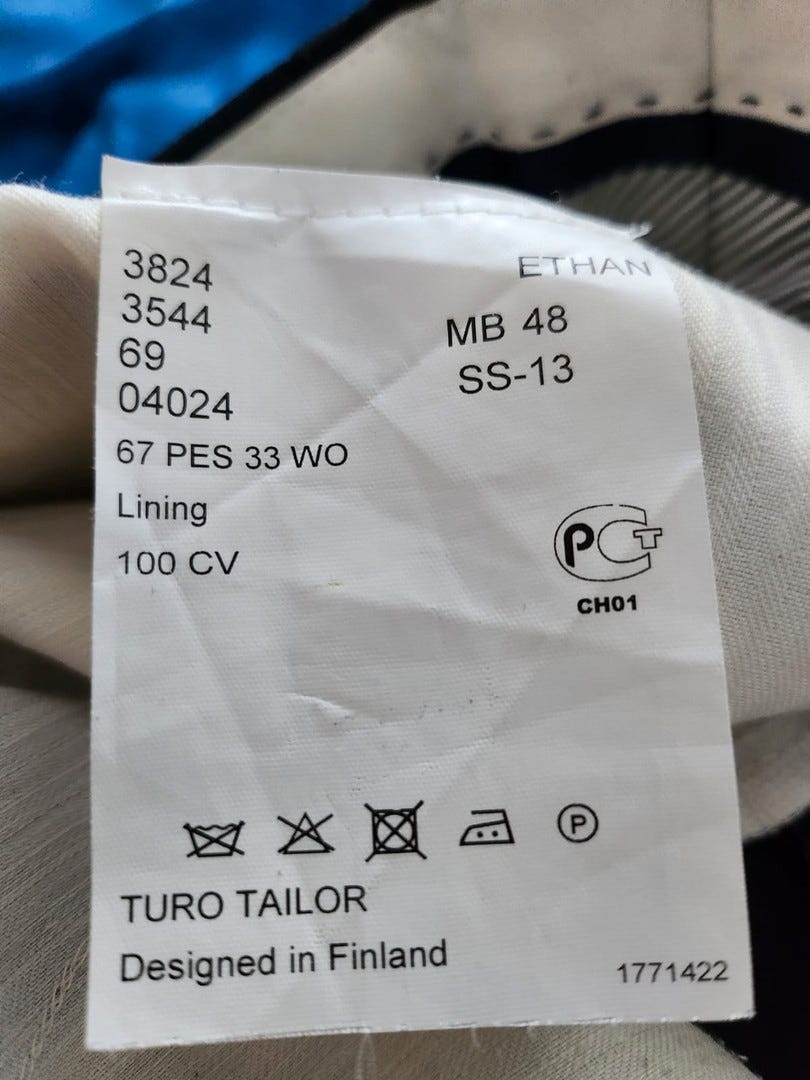 3824
ETHAN
3544
MB 48
69
SS-13
04024
67 PES 33 WO
Lining
100 CV
PCT
CH01
P
TURO TAILOR
Designed in Finland
1771422